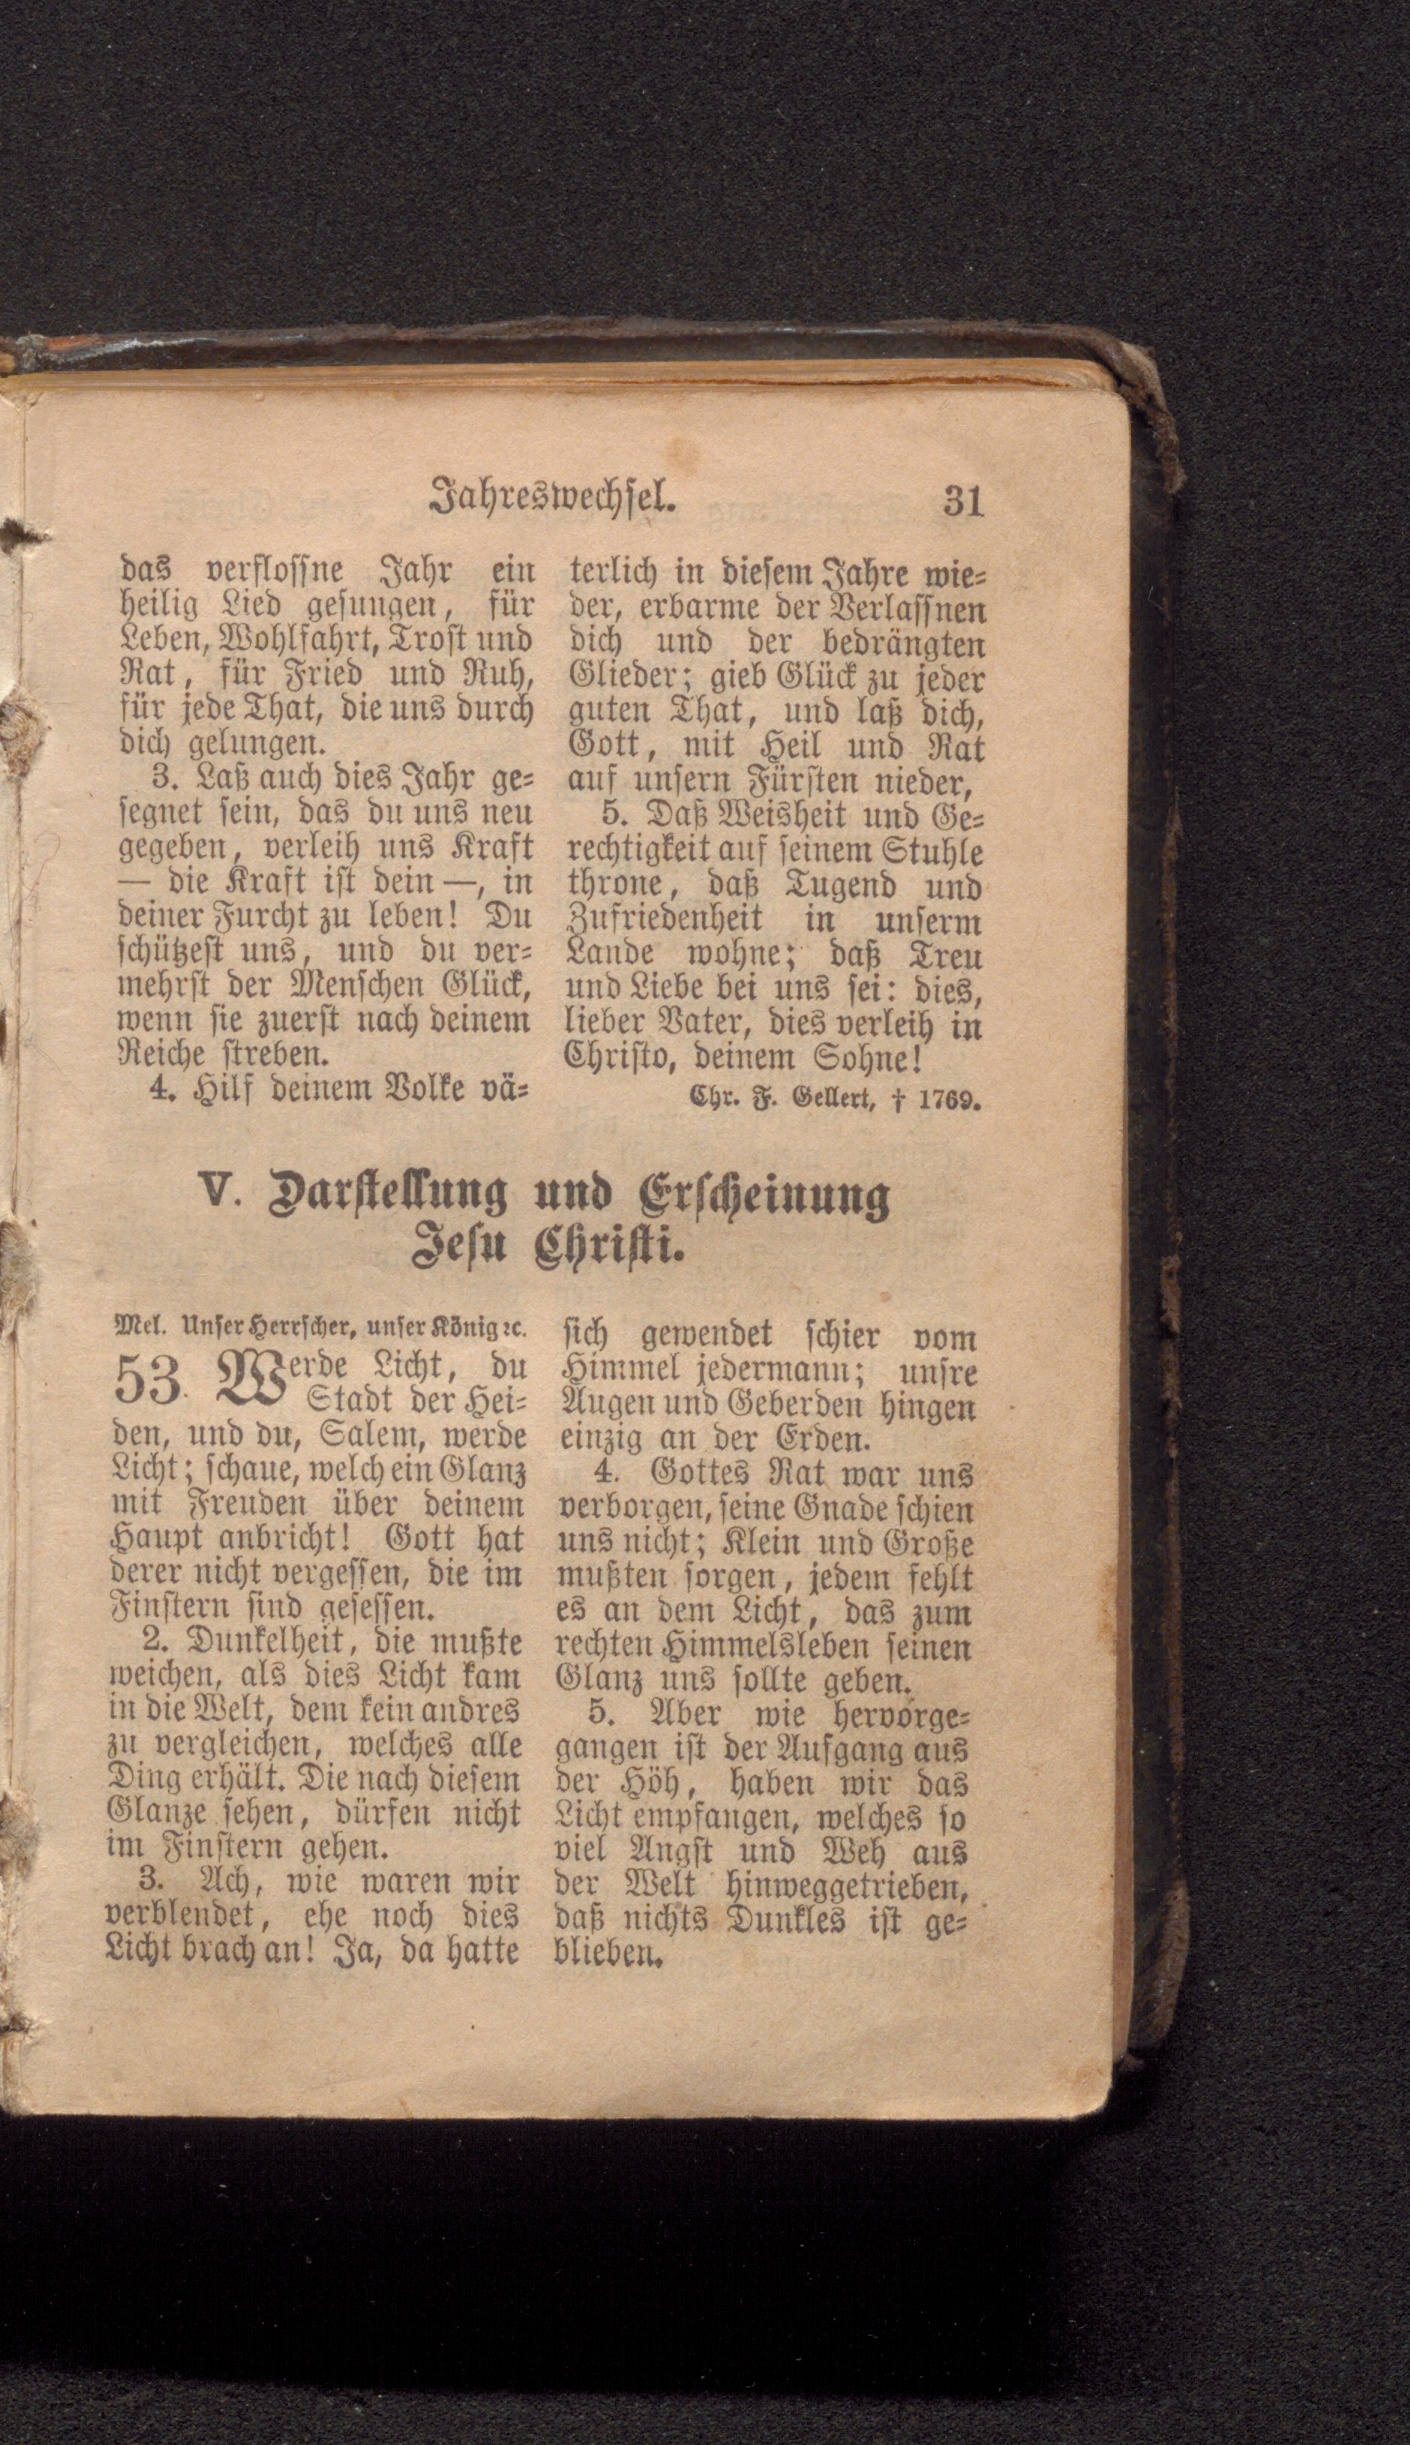 Jahreswechsel. 31
das verflossne Jahr ein
heilig Lied gesungen, für
Leben, Wohlfahrt, Trost und
Rat, für Fried und Ruh,
für jede That, die uns durch
dich gelungen.
3. Laß auch dies Jahr ge-
segnet sein, das du uns neu
gegeben, verleih uns Kraft
— die Kraft ist dein —, in
deiner Furcht zu leben! Du
schützest uns, und du ver-
mehrst der Menschen Glück,
wenn sie zuerst nach deinem
Reiche streben.
4. Hilf deinem Volke vä-
terlich in diesem Jahre wie-
der, erbarme der Verlassnen
dich und der bedrängten
Glieder; gieb Glück zu jeder
guten That, und laß dich,
Gott, mit Heil und Rat
auf unsern Fürsten nieder,
5. Daß Weisheit und Ge-
rechtigkeit auf seinem Stuhle
throne, daß Tugend und
Zufriedenheit in unserm
Lande wohne; daß Treu
und Liebe bei uns sei: dies,
lieber Vater, dies verleih in
Christo, deinem Sohne!
Chr. F. Gellert, † 1769.
V. Darstellung und Erscheinung
Jesu Christi.
Mel. Unser Herrscher, unser König ꝛc.
53. Werde Licht, du
Stadt der Hei-
den, und du, Salem, werde
Licht; schaue, welch ein Glanz
mit Freuden über deinem
Haupt anbricht! Gott hat
derer nicht vergessen, die im
Finstern sind gesessen.
2. Dunkelheit, die mußte
weichen, als dies Licht kam
in die Welt, dem kein andres
zu vergleichen, welches alle
Ding erhält. Die nach diesem
Glanze sehen, dürfen nicht
im Finstern gehen.
3. Ach, wie waren wir
verblendet, ehe noch dies
Licht brach an! Ja, da hatte
sich gewendet schier vom
Himmel jedermann; unsre
Augen und Geberden hingen
einzig an der Erden.
4. Gottes Rat war uns
verborgen, seine Gnade schien
uns nicht; Klein und Große
mußten sorgen, jedem fehlt
es an dem Licht, das zum
rechten Himmelsleben seinen
Glanz uns sollte geben.
5. Aber wie hervorge-
gangen ist der Aufgang aus
der Höh, haben wir das
Licht empfangen, welches so
viel Angst und Weh aus
der Welt hinweggetrieben,
daß nichts Dunkles ist ge-
blieben.